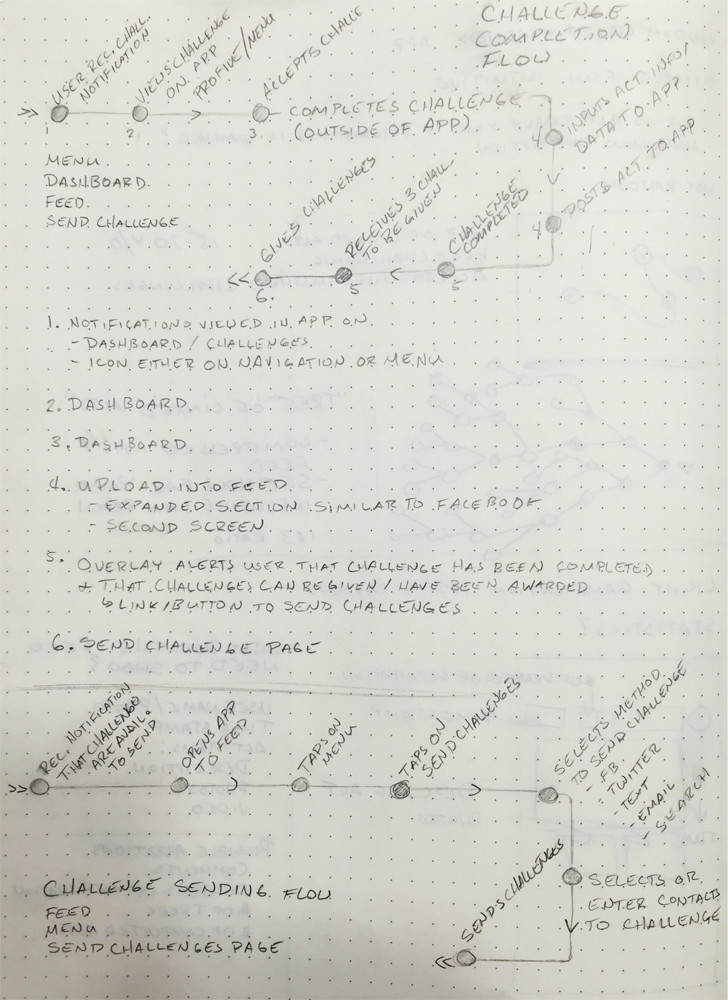 CHALLENGE
COMPLETION
FLOW
USER REC. CHALL.
NOTIFICATION
VIEWS CHALLENGE
ON APP
PROFILE/MENU
ACCEPTS CHALLE
COMPLETES CHALLENGE
(OUTSIDE OF APP)
INPUTS ACT. INFO/
DATA TO APP
POSTS ACT. TO APP
1
2
3
4
4
MENU
DASHBOARD.
FEED.
SEND CHALLENGE
CHALLENGE
COMPLETED
RECEIVES 3 CHALL.
TO BE GIVEN
GIVES CHALLENGES
5
5
6.
1. NOTIFICATIONS VIEWED IN APP ON
- DASHBOARD / CHALLENGES.
- ICON EITHER ON NAVIGATION OR MENU
2. DASHBOARD.
3. DASHBOARD
4. UPLOAD INTO FEED.
- EXPANDED SECTION SIMILAR TO FACEBOOK
- SECOND SCREEN
5. OVERLAY ALERTS USER THAT CHALLENGE HAS BEEN COMPLETED
+ THAT CHALLENGES CAN BE GIVEN / HAVE BEEN AWARDED
↳ LINK/BUTTON TO SEND CHALLENGES
6. SEND CHALLENGE PAGE
REC. NOTIFICATION
THAT CHALLENGE
ARE AVAIL.
TO SEND
OPENS APP
TO FEED
TAPS ON
MENU
TAPS ON
SEND CHALLENGES
SELECTS METHOD
TO SEND CHALLENGE
- FB
- TWITTER
- TEXT
- EMAIL
- SEARCH
SELECTS OR
ENTER CONTACTS
TO CHALLENGE
SENDS CHALLENGES
CHALLENGE SENDING FLOW
FEED
MENU
SEND CHALLENGES PAGE